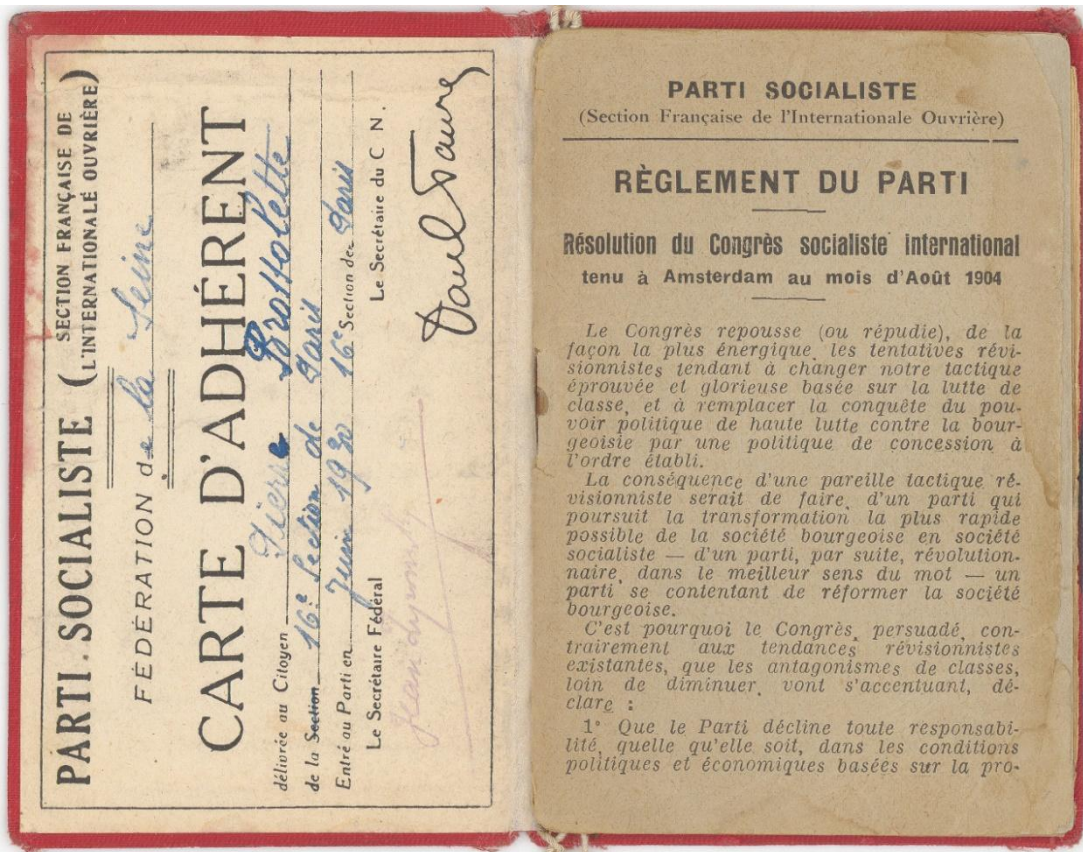 PARTI. SOCIALISTE (SECTION FRANÇAISE DE
L'INTERNATIONALE OUVRIÈRE)
FÉDÉRATION de la Seine
CARTE D'ADHÉRENT
délivrée au Citoyen Pierre Brossolette
de la Section 16e Section de Paris
Entré au Parti en Juin 1930 16e Section de Paris
Le Secrétaire Fédéral Le Secrétaire du C N.
Paul Faure
PARTI SOCIALISTE
(Section Française de l'Internationale Ouvrière)
RÈGLEMENT DU PARTI
Résolution du Congrès socialiste international
tenu à Amsterdam au mois d'Août 1904
Le Congrès repousse (ou répudie), de la
façon la plus énergique, les tentatives révi-
sionnistes tendant à changer notre tactique
éprouvée et glorieuse basée sur la lutte de
classe, et à remplacer la conquête du pou-
voir politique de haute lutte contre la bour-
geoisie par une politique de concession à
l'ordre établi.
La conséquence d'une pareille tactique ré-
visionniste serait de faire, d'un parti qui
poursuit la transformation la plus rapide
possible de la société bourgeoise en société
socialiste — d'un parti, par suite, révolution-
naire, dans le meilleur sens du mot — un
parti se contentant de réformer la société
bourgeoise.
C'est pourquoi le Congrès, persuadé, con-
trairement aux tendances révisionnistes
existantes, que les antagonismes de classes,
loin de diminuer, vont s'accentuant, dé-
clare :
1° Que le Parti décline toute responsabi-
lité, quelle qu'elle soit, dans les conditions
politiques et économiques basées sur la pro-